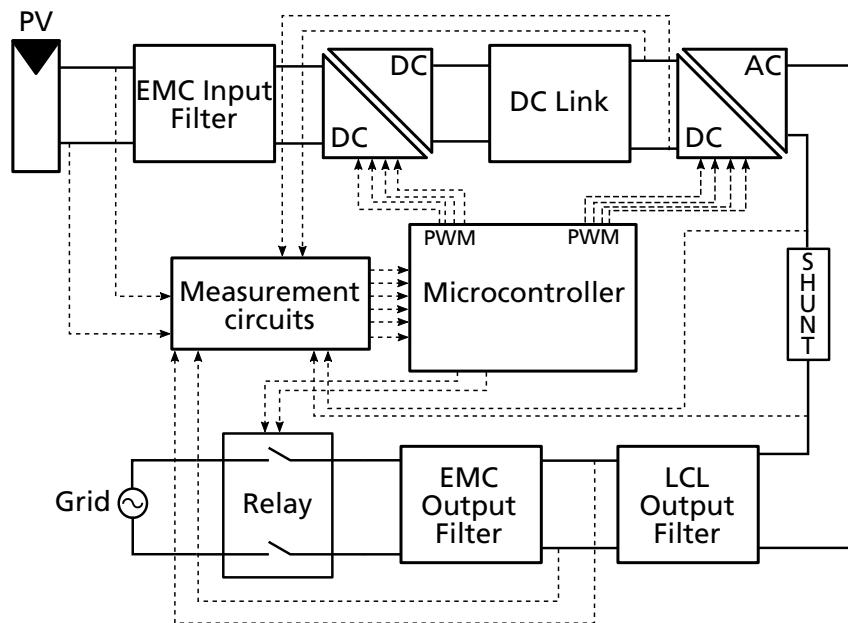 PV
EMC Input
Filter
DC
DC
DC Link
AC
DC
PWM
PWM
Measurement
circuits
Microcontroller
S
H
U
N
T
Grid
Relay
EMC
Output
Filter
LCL
Output
Filter